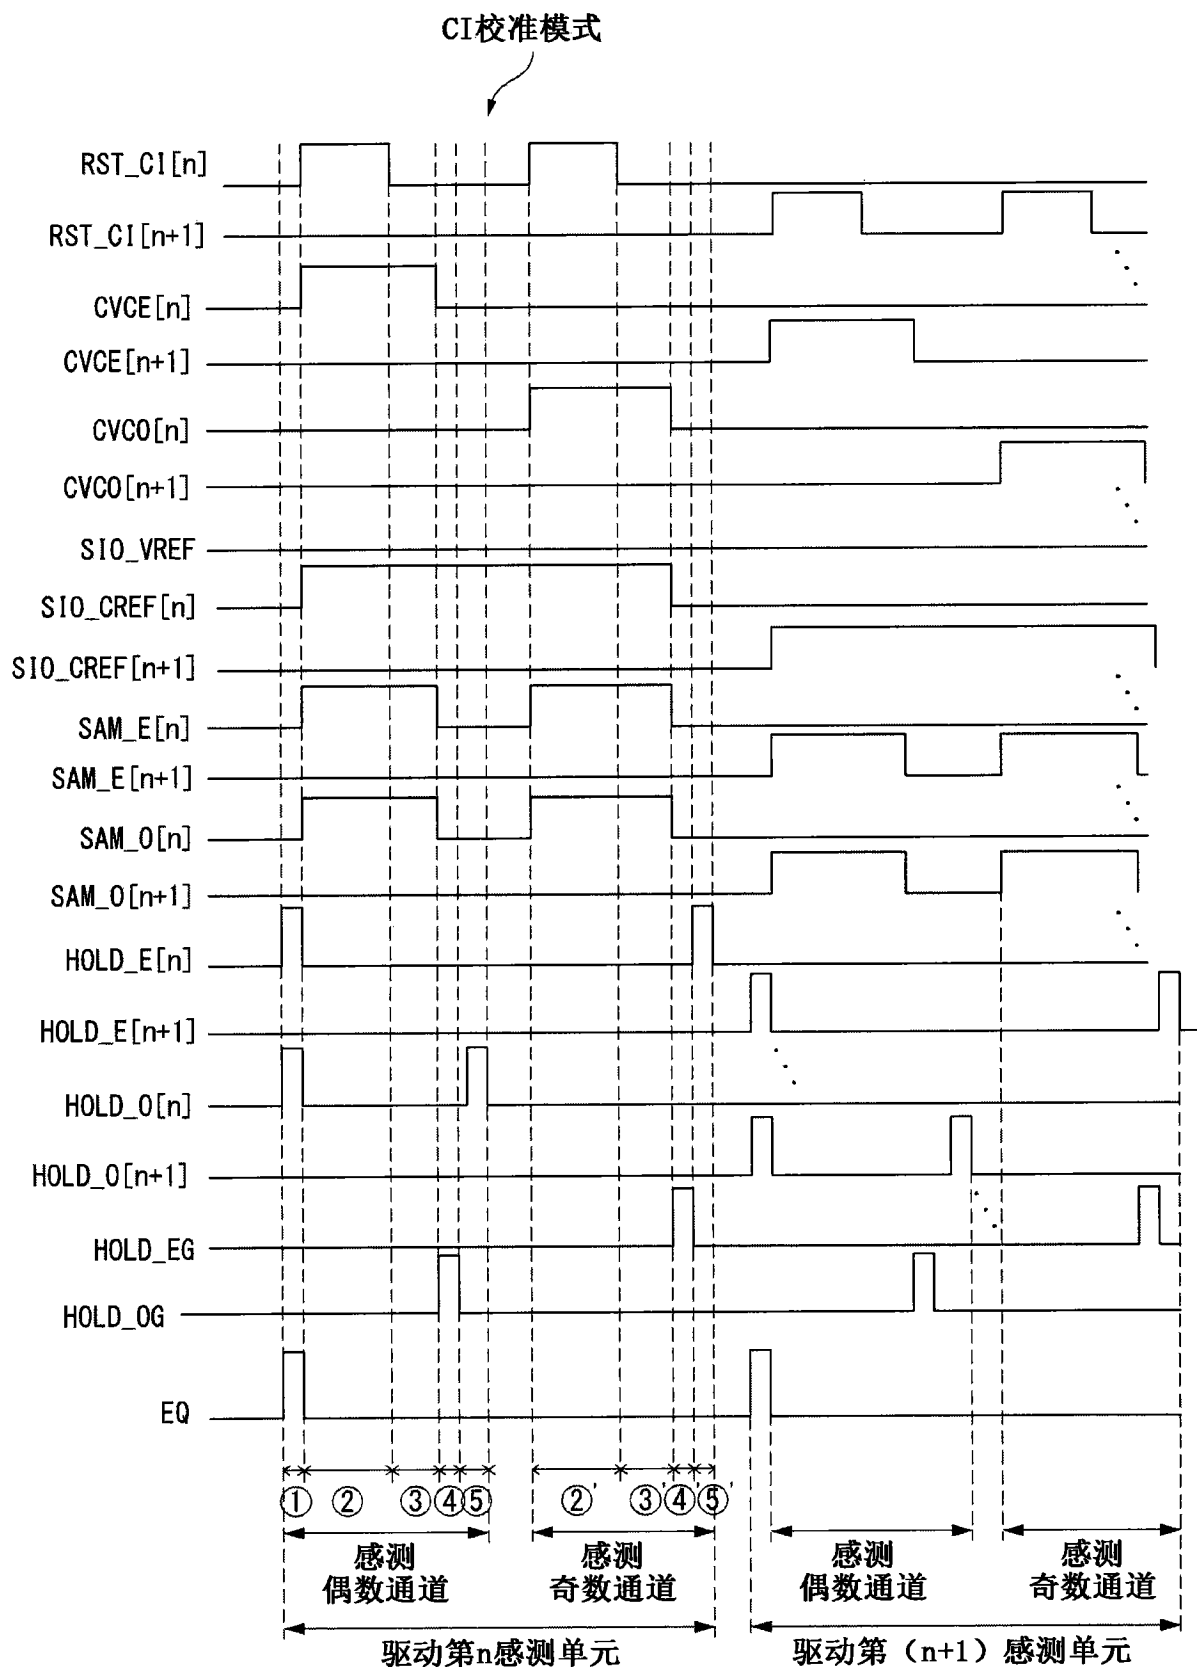 CI校准模式
RST_CI[n]
RST_CI[n+1]
CVCE[n]
CVCE[n+1]
CVCO[n]
CVCO[n+1]
SIO_VREF
SIO_CREF[n]
SIO_CREF[n+1]
SAM_E[n]
SAM_E[n+1]
SAM_O[n]
SAM_O[n+1]
HOLD_E[n]
HOLD_E[n+1]
HOLD_O[n]
HOLD_O[n+1]
HOLD_EG
HOLD_OG
EQ
① ② ③ ④ ⑤ ②' ③' ④' ⑤'
感测 感测 感测 感测
偶数通道 奇数通道 偶数通道 奇数通道
驱动第n感测单元 驱动第（n+1）感测单元